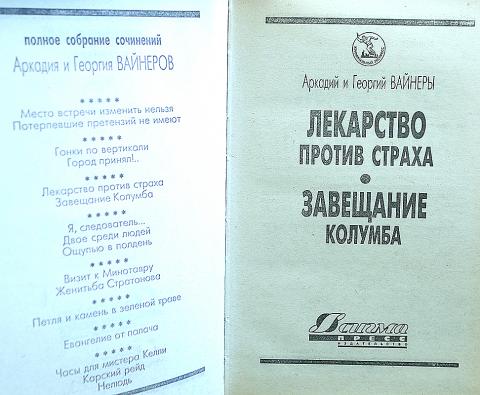 ПОЛНОЕ СОБРАНИЕ СОЧИНЕНИЙ
Аркадия и Георгия ВАЙНЕРОВ
* * * * *
Место встречи изменить нельзя
Потерпевшие претензий не имеют
* * * * *
Гонки по вертикали
Город принял!..
* * * * *
Лекарство против страха
Завещание Колумба
* * * * *
Я, следователь...
Двое среди людей
Ощупью в полдень
* * * * *
Визит к Минотавру
Женитьба Стратонова
* * * * *
Петля и камень в зеленой траве
* * * * *
Евангелие от палача
* * * * *
Часы для мистера Келли
Карский рейд
Нелюдь
Аркадий и Георгий ВАЙНЕРЫ
ЛЕКАРСТВО
ПРОТИВ СТРАХА
•
ЗАВЕЩАНИЕ
КОЛУМБА
ПРЕСС
ИЗДАТЕЛЬСТВО